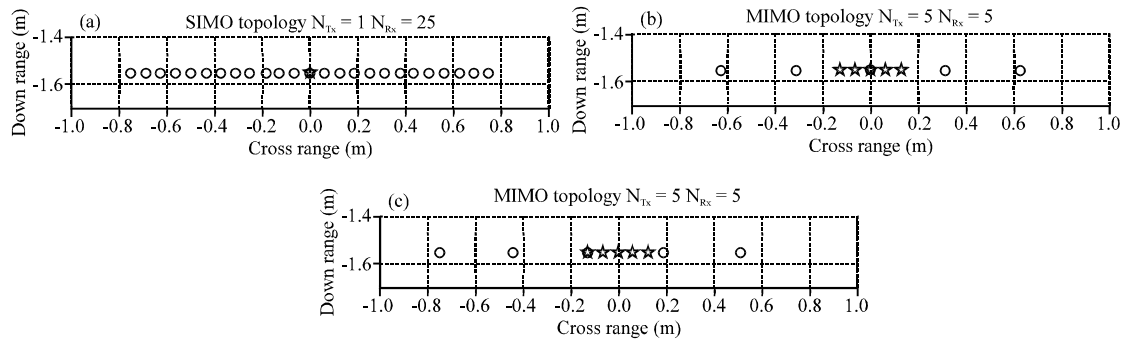 (a) SIMO topology N_Tx = 1 N_Rx = 25
Down range (m)
-1.4
-1.6
-1.0 -0.8 -0.6 -0.4 -0.2 0.0 0.2 0.4 0.6 0.8 1.0
Cross range (m)
(b) MIMO topology N_Tx = 5 N_Rx = 5
Down range (m)
-1.4
-1.6
-1.0 -0.8 -0.6 -0.4 -0.2 0.0 0.2 0.4 0.6 0.8 1.0
Cross range (m)
(c) MIMO topology N_Tx = 5 N_Rx = 5
Down range (m)
-1.4
-1.6
-1.0 -0.8 -0.6 -0.4 -0.2 0.0 0.2 0.4 0.6 0.8 1.0
Cross range (m)